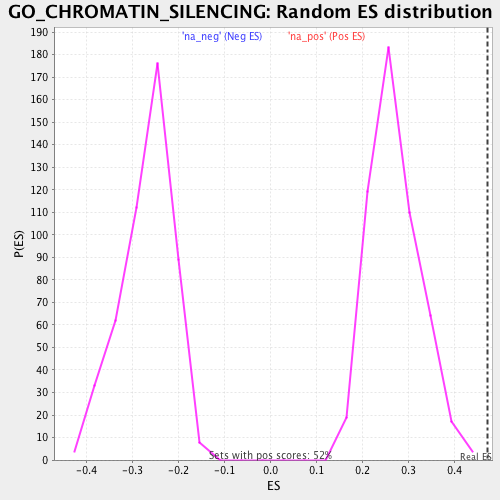 GO_CHROMATIN_SILENCING: Random ES distribution
'na_neg' (Neg ES) 'na_pos' (Pos ES)
190
180
170
160
150
140
130
120
110
100
90
80
70
60
50
40
30
20
10
0
P(ES)
Sets with pos scores: 52%
Real ES
-0.4 -0.3 -0.2 -0.1 0.0 0.1 0.2 0.3 0.4
ES